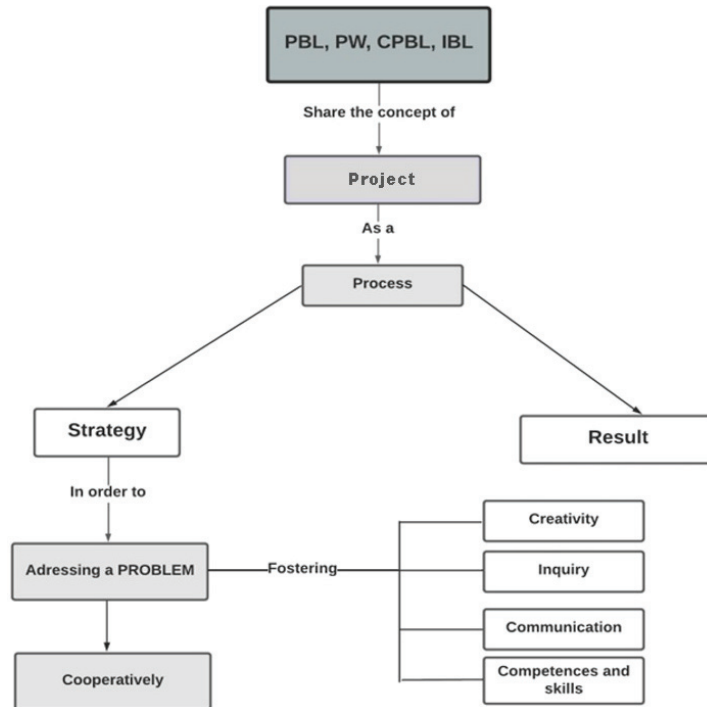 PBL, PW, CPBL, IBL
Share the concept of
Project
As a
Process
Strategy
Result
In order to
Creativity
Adressing a PROBLEM
Fostering
Inquiry
Communication
Cooperatively
Competences and
skills